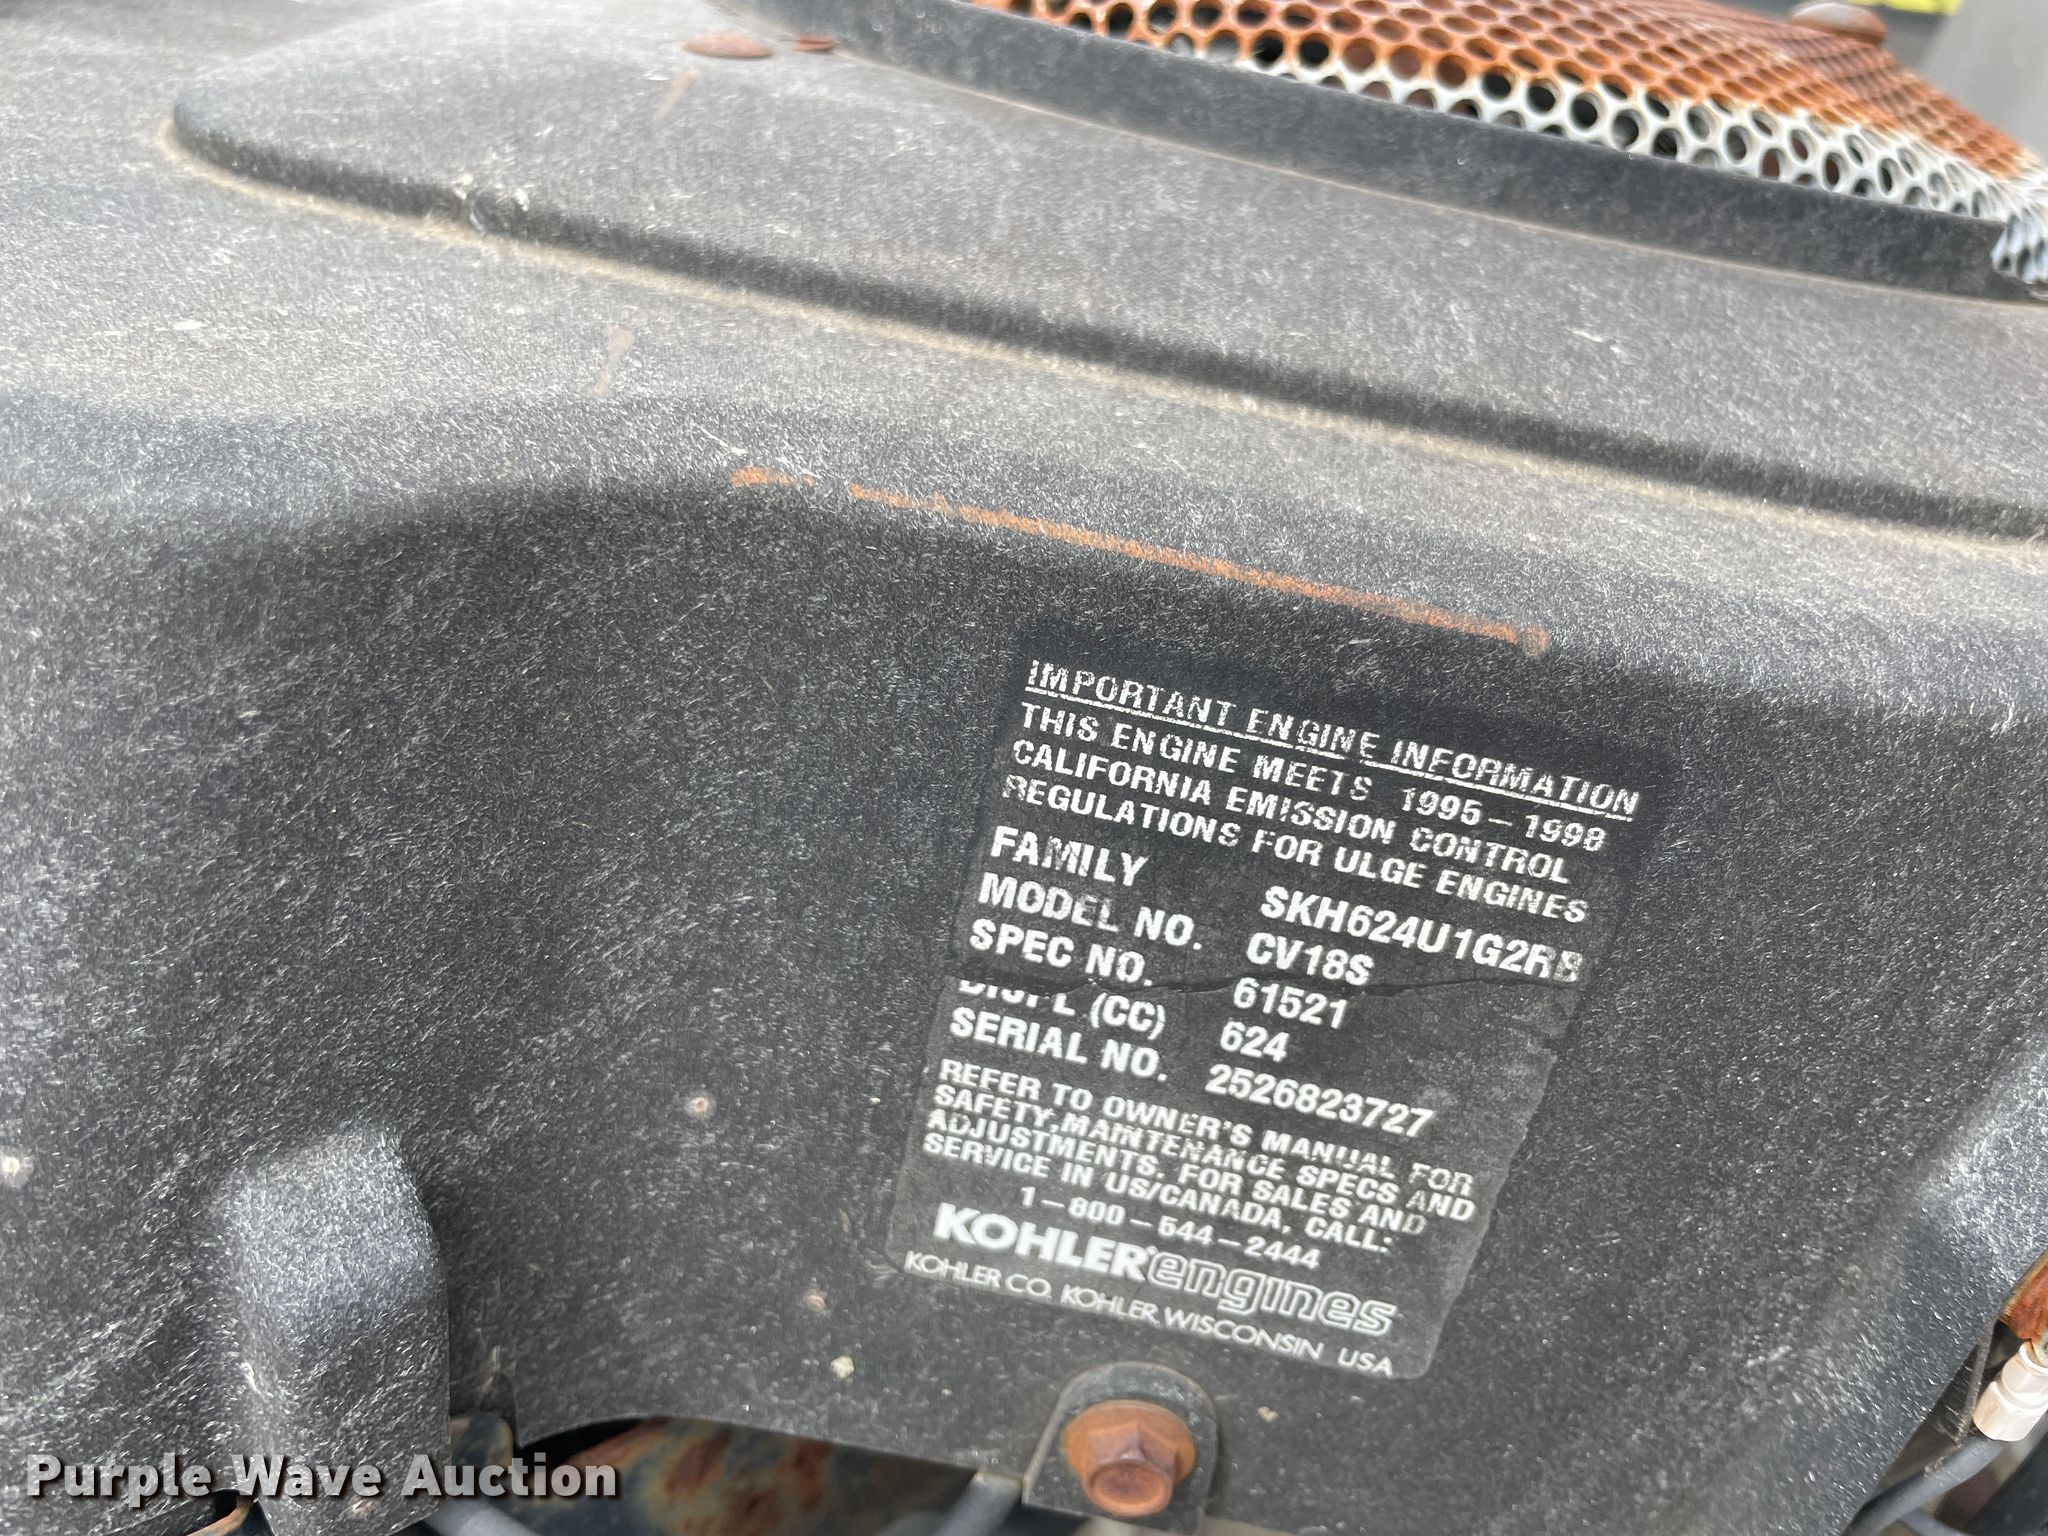 IMPORTANT ENGINE INFORMATION
THIS ENGINE MEETS 1995-1998
CALIFORNIA EMISSION CONTROL
REGULATIONS FOR ULGE ENGINES
FAMILY SKH624U1G2RB
MODEL NO. CV18S
SPEC NO. 61521
DISPL (CC) 624
SERIAL NO. 2526823727
REFER TO OWNER'S MANUAL FOR
SAFETY, MAINTENANCE SPECS AND
ADJUSTMENTS. FOR SALES AND
SERVICE IN US/CANADA, CALL:
1-800-544-2444
KOHLER engines
KOHLER CO. KOHLER, WISCONSIN USA
Purple Wave Auction